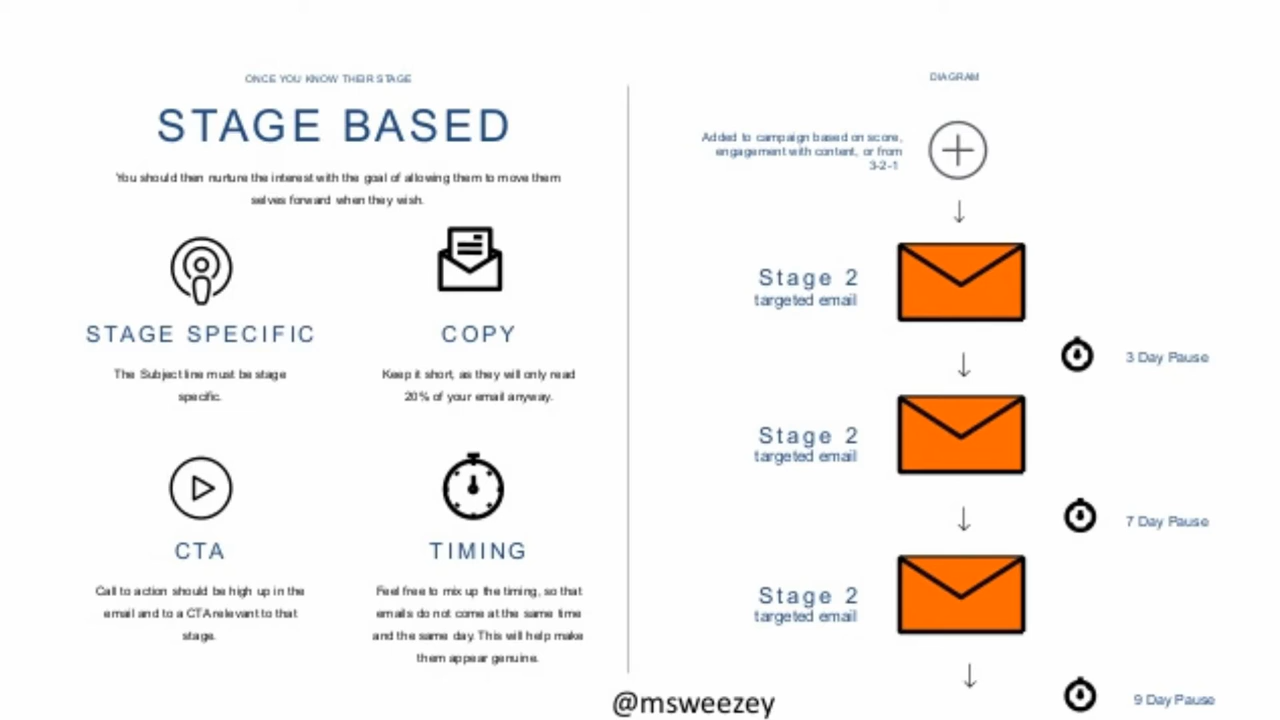 ONCE YOU KNOW THEIR STAGE
STAGE BASED
You should then nurture the interest with the goal of allowing them to move them
selves forward when they wish.
STAGE SPECIFIC
The Subject line must be stage
specific.
COPY
Keep it short, as they will only read
20% of your email anyway.
CTA
Call to action should be high up in the
email and to a CTA relevant to that
stage.
TIMING
Feel free to mix up the timing, so that
emails do not come at the same time
and the same day. This will help make
them appear genuine.
DIAGRAM
Added to campaign based on score,
engagement with content, or from
3-2-1
Stage 2
targeted email
3 Day Pause
Stage 2
targeted email
7 Day Pause
Stage 2
targeted email
9 Day Pause
@msweezey